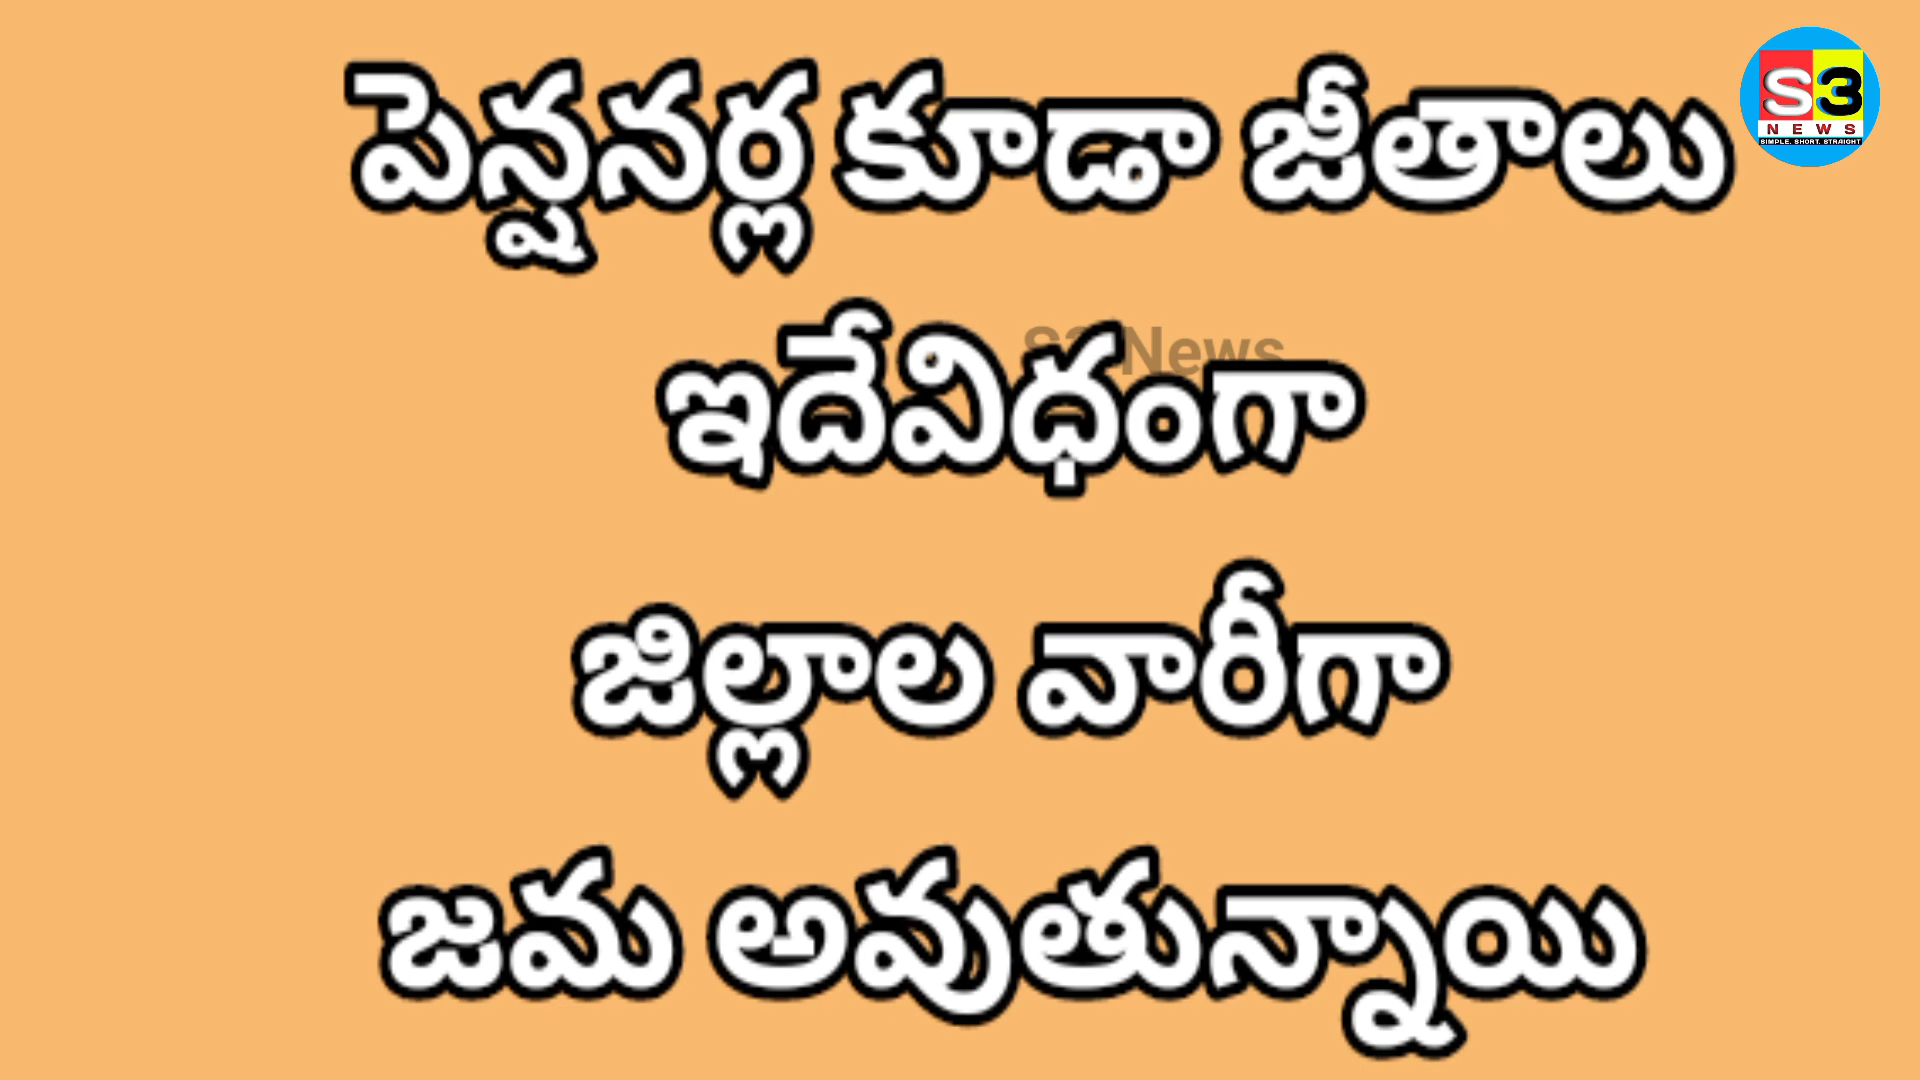 పెన్షనర్ల కూడా జీతాలు
S3
NEWS
SIMPLE. SHORT. STRAIGHT
S3 News
ఇదేవిధంగా
జిల్లాల వారీగా
జమ అవుతున్నాయి